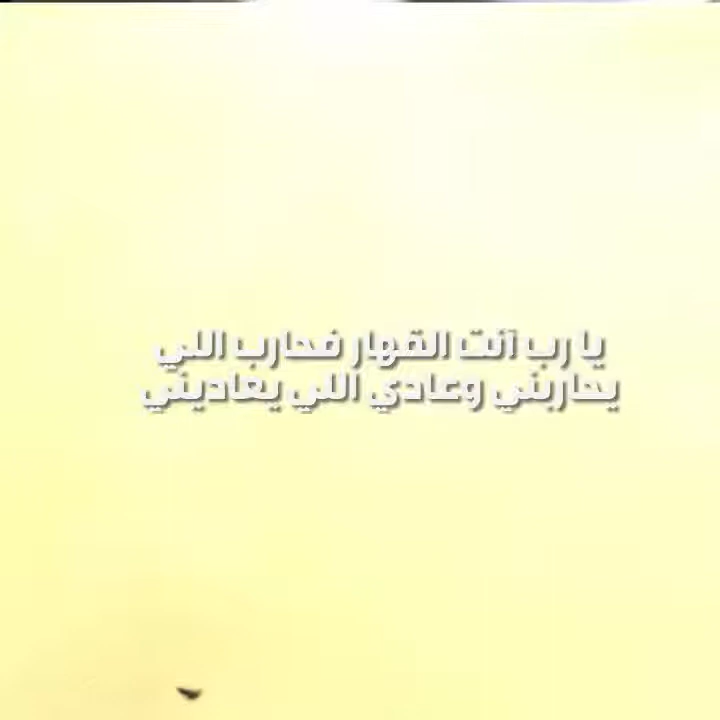 يا رب أنت القهار فحارب اللي
يحاربني وعادي اللي يعاديني